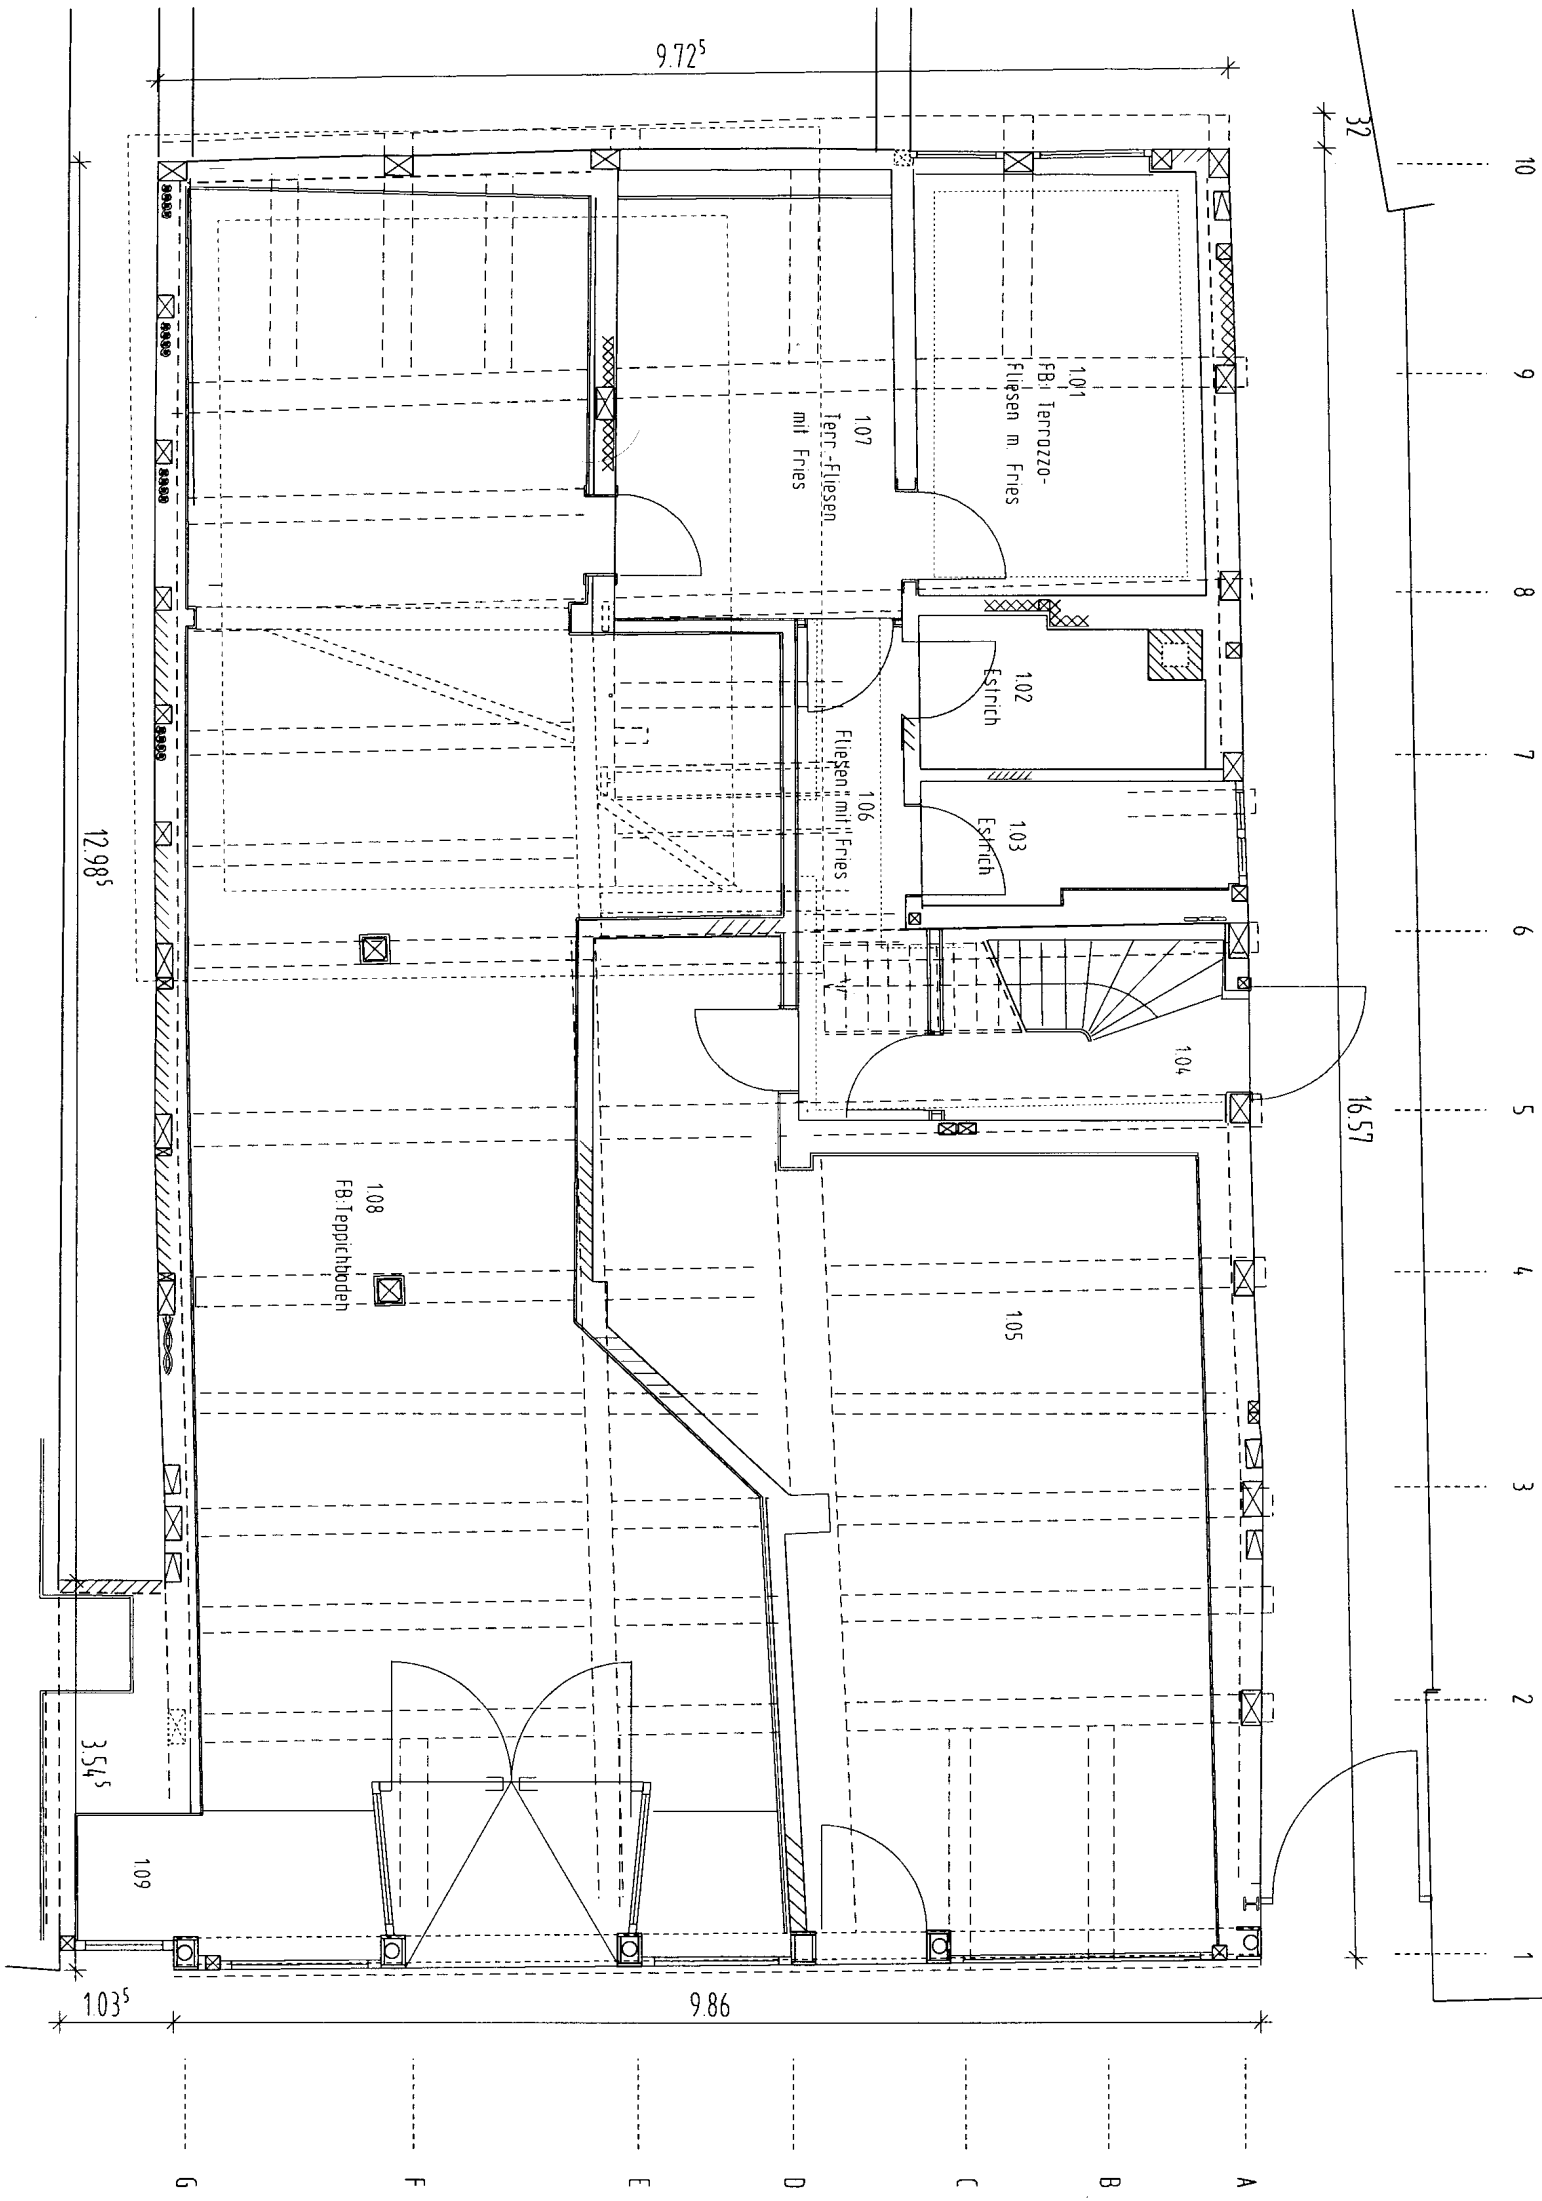 9.72⁵
32
10
9
8
7
6
5
4
3
2
1
16.57
12.98⁵
3.54⁵
1.03⁵
9.86
1.01
FB: Terrazzo-
Fliesen m. Fries
1.07
Terr.-Fliesen
mit Fries
1.02
Estrich
1.06
Fliesen mit Fries
1.03
Estrich
1.04
17
1.08
FB:Teppichboden
1.05
1.09
G
F
E
D
C
B
A